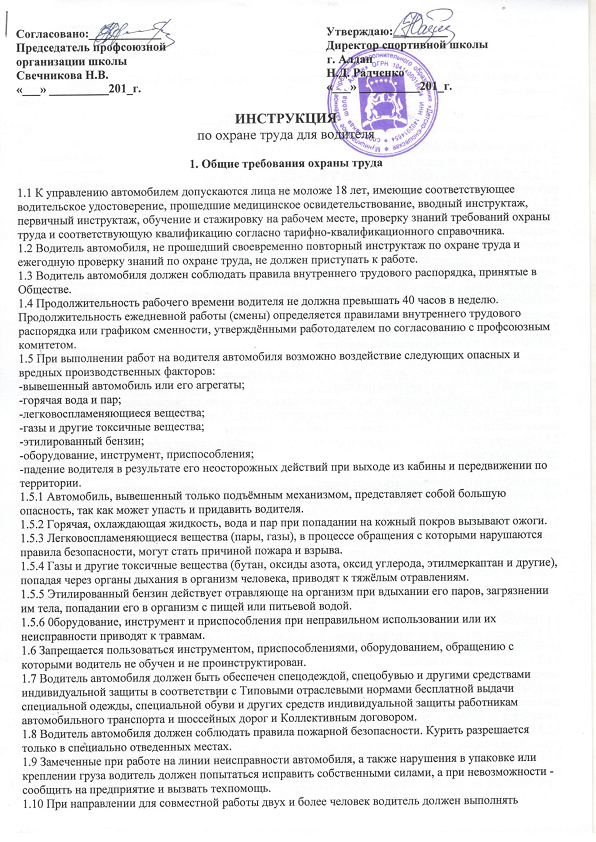 Согласовано:
Председатель профсоюзной
организации школы
Свечникова Н.В.
«___» __________201_г.
Утверждаю:
Директор спортивной школы
г. Алдан
Н.Д. Радченко
«___» __________201_г.
ИНСТРУКЦИЯ
по охране труда для водителя
1. Общие требования охраны труда
1.1 К управлению автомобилем допускаются лица не моложе 18 лет, имеющие соответствующее
водительское удостоверение, прошедшие медицинское освидетельствование, вводный инструктаж,
первичный инструктаж, обучение и стажировку на рабочем месте, проверку знаний требований охраны
труда и соответствующую квалификацию согласно тарифно-квалификационного справочника.
1.2 Водитель автомобиля, не прошедший своевременно повторный инструктаж по охране труда и
ежегодную проверку знаний по охране труда, не должен приступать к работе.
1.3 Водитель автомобиля должен соблюдать правила внутреннего трудового распорядка, принятые в
Обществе.
1.4 Продолжительность рабочего времени водителя не должна превышать 40 часов в неделю.
Продолжительность ежедневной работы (смены) определяется правилами внутреннего трудового
распорядка или графиком сменности, утверждёнными работодателем по согласованию с профсоюзным
комитетом.
1.5 При выполнении работ на водителя автомобиля возможно воздействие следующих опасных и
вредных производственных факторов:
-вывешенный автомобиль или его агрегаты;
-горячая вода и пар;
-легковоспламеняющиеся вещества;
-газы и другие токсичные вещества;
-этилированный бензин;
-оборудование, инструмент, приспособления;
-падение водителя в результате его неосторожных действий при выходе из кабины и передвижении по
территории.
1.5.1 Автомобиль, вывешенный только подъёмным механизмом, представляет собой большую
опасность, так как может упасть и придавить водителя.
1.5.2 Горячая, охлаждающая жидкость, вода и пар при попадании на кожный покров вызывают ожоги.
1.5.3 Легковоспламеняющиеся вещества (пары, газы), в процессе обращения с которыми нарушаются
правила безопасности, могут стать причиной пожара и взрыва.
1.5.4 Газы и другие токсичные вещества (бутан, оксиды азота, оксид углерода, этилмеркаптан и другие),
попадая через органы дыхания в организм человека, приводят к тяжёлым отравлениям.
1.5.5 Этилированный бензин действует отравляюще на организм при вдыхании его паров, загрязнении
им тела, попадании его в организм с пищей или питьевой водой.
1.5.6 Оборудование, инструмент и приспособления при неправильном использовании или их
неисправности приводят к травмам.
1.6 Запрещается пользоваться инструментом, приспособлениями, оборудованием, обращению с
которыми водитель не обучен и не проинструктирован.
1.7 Водитель автомобиля должен быть обеспечен спецодеждой, спецобувью и другими средствами
индивидуальной защиты в соответствии с Типовыми отраслевыми нормами бесплатной выдачи
специальной одежды, специальной обуви и других средств индивидуальной защиты работникам
автомобильного транспорта и шоссейных дорог и Коллективным договором.
1.8 Водитель автомобиля должен соблюдать правила пожарной безопасности. Курить разрешается
только в специально отведенных местах.
1.9 Замеченные при работе на линии неисправности автомобиля, а также нарушения в упаковке или
креплении груза водитель должен попытаться исправить собственными силами, а при невозможности -
сообщить на предприятие и вызвать техпомощь.
1.10 При направлении для совместной работы двух и более человек водитель должен выполнять